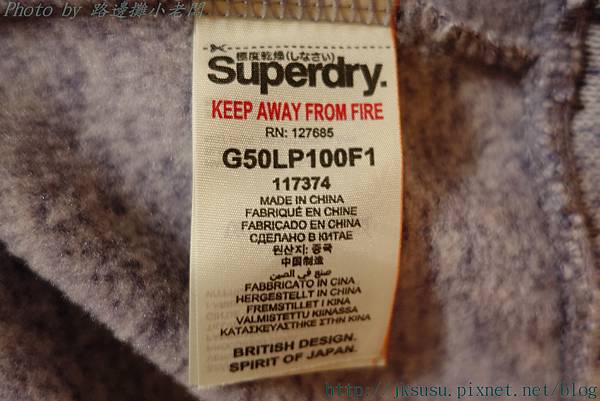 Photo by 路邊攤小老闆.
極度乾燥(しなさい)
Superdry.
KEEP AWAY FROM FIRE
RN: 127685
G50LP100F1
117374
MADE IN CHINA
FABRIQUÉ EN CHINE
FABRICADO EN CHINA
СДЕЛАНО В КИТАЕ
원산지: 중국
中国制造
صنع في الصين
FABBRICATO IN CINA
HERGESTELLT IN CHINA
FREMSTILLET I KINA
VALMISTETTU KIINASSA
ΚΑΤΑΣΚΕΥΑΣΤΗΚΕ ΣΤΗΝ ΚΙΝΑ
BRITISH DESIGN.
SPIRIT OF JAPAN.
http://jksusu.pixnet.net/blog